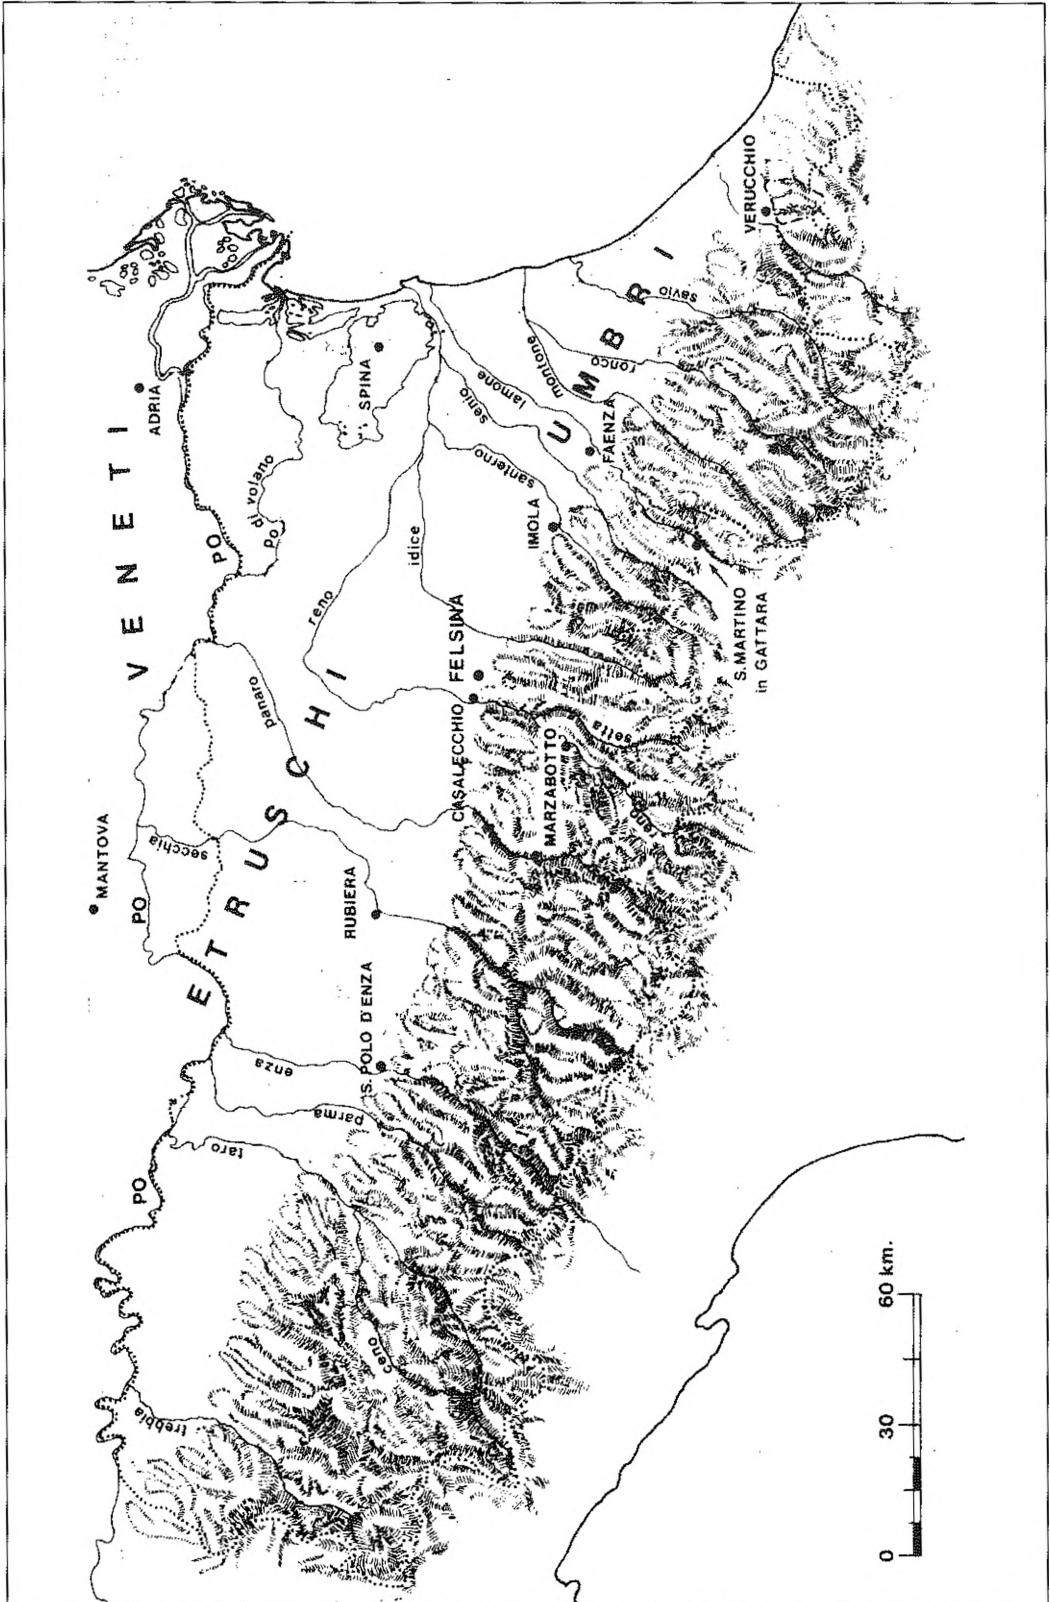 VENETI
MANTOVA
ADRIA
PO
PO
PO
po di volano
SPINA
secchia
panaro
reno
idice
ETRUSCHI
taro
parma
enza
S. POLO D'ENZA
RUBIERA
CASALECCHIO
FELSINA
MARZABOTTO
setta
reno
IMOLA
santerno
senio
lamone
FAENZA
montone
UMBRI
ronco
savio
VERUCCHIO
S. MARTINO
in GATTARA
trebbia
ceno
0 30 60 km.